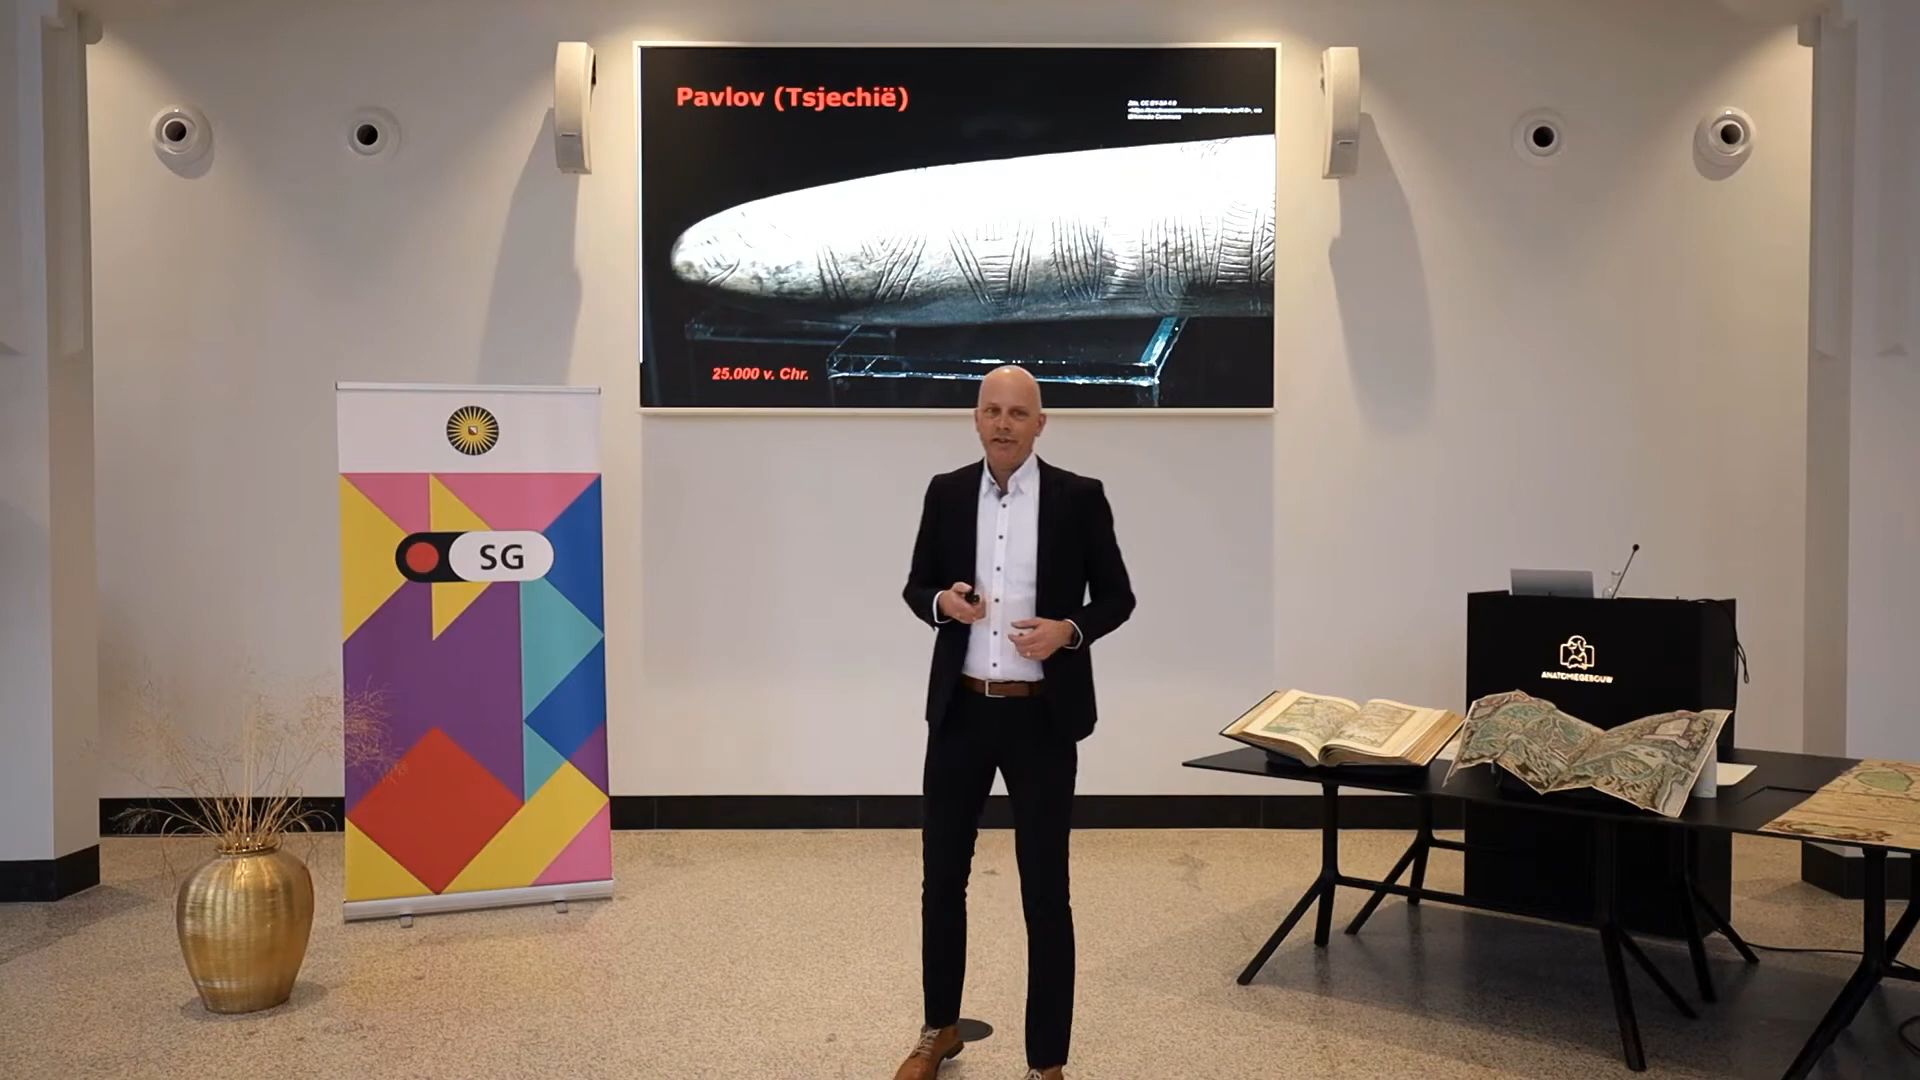 Pavlov (Tsjechië)
25.000 v. Chr.
SG
ANATOMIEGEBOUW